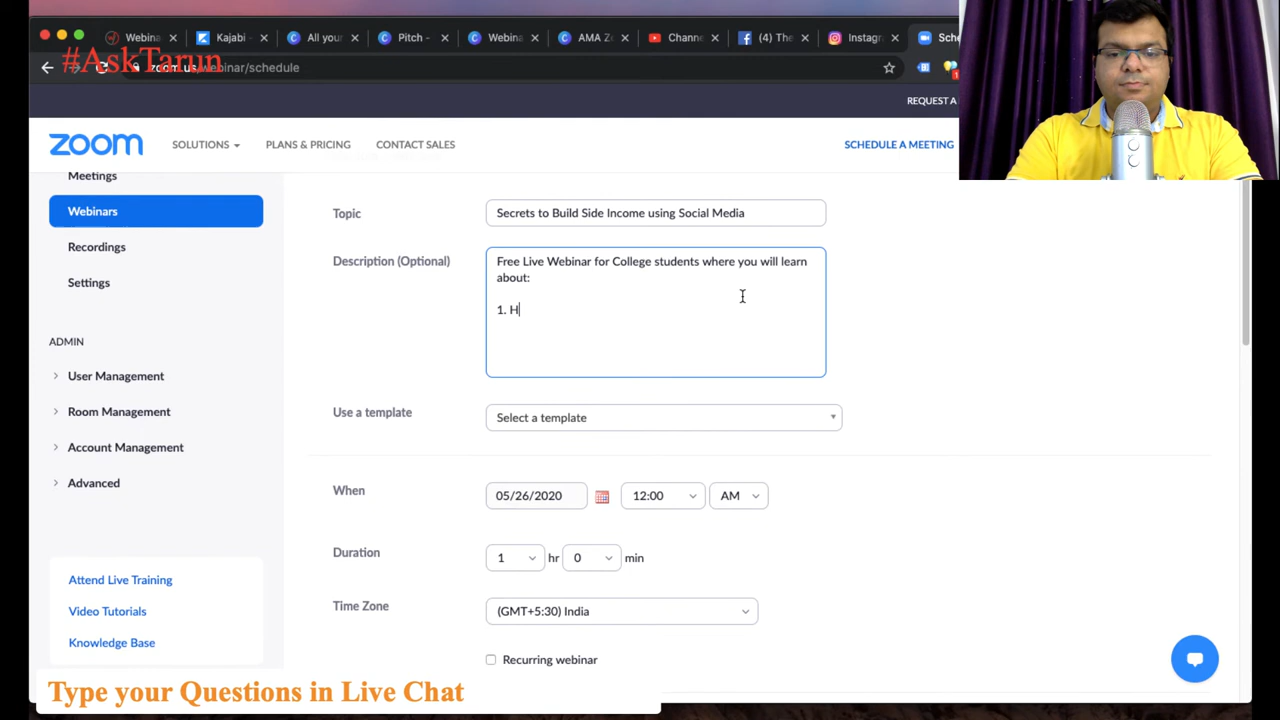 Webina
Kajabi -
All your
Pitch -
Webina
AMA Z
Channe
(4) The
Instagr
Sch
#AskTarun
zoom.us/webinar/schedule
REQUEST A
zoom
SOLUTIONS
PLANS & PRICING
CONTACT SALES
SCHEDULE A MEETING
Meetings
Webinars
Recordings
Settings
ADMIN
User Management
Room Management
Account Management
Advanced
Attend Live Training
Video Tutorials
Knowledge Base
Topic
Secrets to Build Side Income using Social Media
Description (Optional)
Free Live Webinar for College students where you will learn
about:
1. H
Use a template
Select a template
When
05/26/2020
12:00
AM
Duration
1
hr
0
min
Time Zone
(GMT+5:30) India
Recurring webinar
Type your Questions in Live Chat